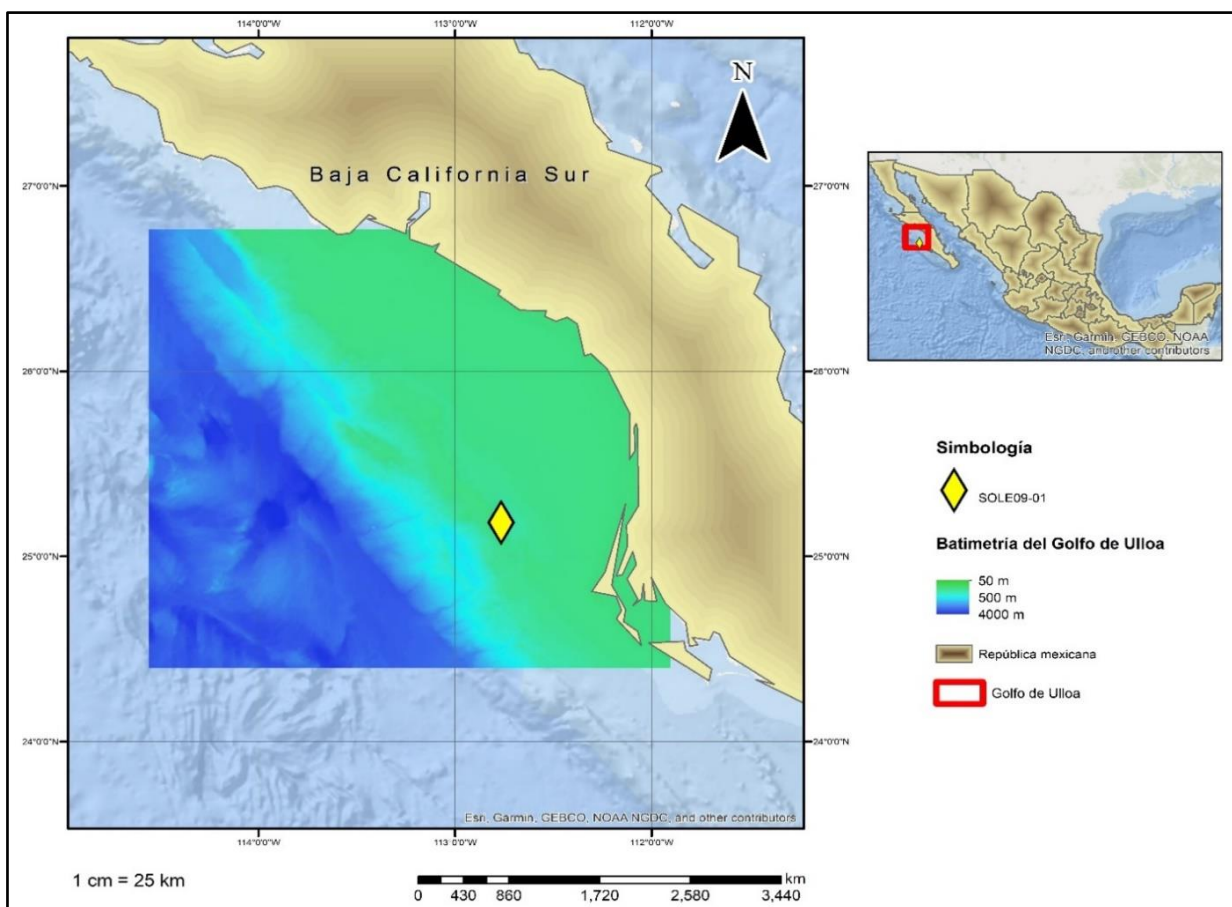 114°0'0"W
113°0'0"W
112°0'0"W
N
Baja California Sur
27°0'0"N
27°0'0"N
26°0'0"N
26°0'0"N
25°0'0"N
25°0'0"N
24°0'0"N
24°0'0"N
Esri, Garmin, GEBCO, NOAA NGDC, and other contributors
114°0'0"W
113°0'0"W
112°0'0"W
1 cm = 25 km
km
0 430 860 1,720 2,580 3,440
Esri, Garmin, GEBCO, NOAA
NGDC, and other contributors
Simbología
SOLE09-01
Batimetría del Golfo de Ulloa
50 m
500 m
4000 m
República mexicana
Golfo de Ulloa